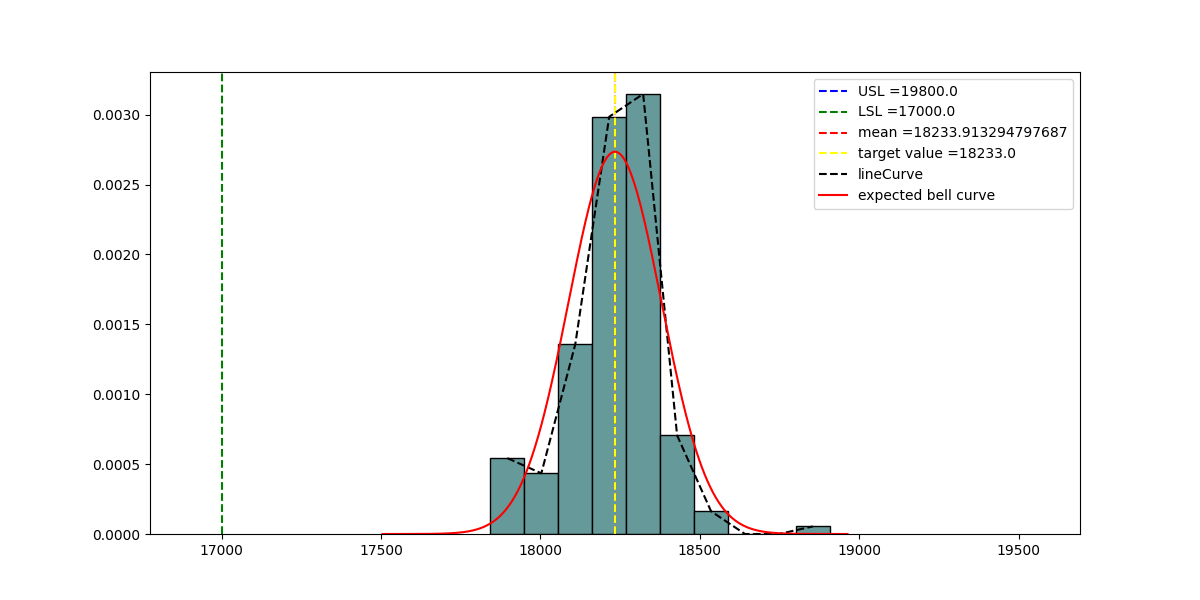 USL =19800.0
LSL =17000.0
mean =18233.913294797687
target value =18233.0
lineCurve
expected bell curve
0.0030
0.0025
0.0020
0.0015
0.0010
0.0005
0.0000
17000 17500 18000 18500 19000 19500